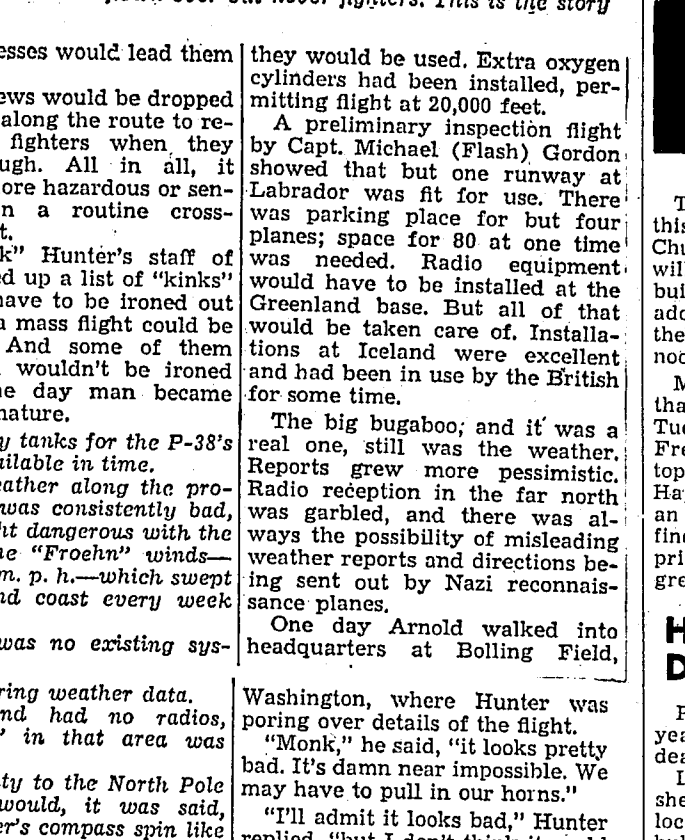 but never fighters. This is the story
esses would lead them
ews would be dropped
along the route to re-
fighters when they
ugh. All in all, it
ore hazardous or sen-
n a routine cross-
t.
k" Hunter's staff of
ed up a list of "kinks"
have to be ironed out
a mass flight could be
And some of them
wouldn't be ironed
he day man became
nature.
y tanks for the P-38's
ailable in time.
eather along the pro-
was consistently bad,
ht dangerous with the
he "Froehn" winds—
m. p. h.—which swept
nd coast every week
was no existing sys-
ring weather data.
nd had no radios,
" in that area was
ty to the North Pole
would, it was said,
er's compass spin like
they would be used. Extra oxygen
cylinders had been installed, per-
mitting flight at 20,000 feet.
A preliminary inspection flight
by Capt. Michael (Flash) Gordon
showed that but one runway at
Labrador was fit for use. There
was parking place for but four
planes; space for 80 at one time
was needed. Radio equipment
would have to be installed at the
Greenland base. But all of that
would be taken care of. Installa-
tions at Iceland were excellent
and had been in use by the British
for some time.
The big bugaboo; and it was a
real one, still was the weather.
Reports grew more pessimistic.
Radio reception in the far north
was garbled, and there was al-
ways the possibility of misleading
weather reports and directions be-
ing sent out by Nazi reconnais-
sance planes.
One day Arnold walked into
headquarters at Bolling Field,
Washington, where Hunter was
poring over details of the flight.
"Monk," he said, "it looks pretty
bad. It's damn near impossible. We
may have to pull in our horns."
"I'll admit it looks bad," Hunter
replied, "but I don't think it
T
this
Chu
wil
bui
add
the
noo
M
tha
Tue
Fre
top
Ha
an
find
pri
gre
H
D
F
yea
dea
L
she
loc